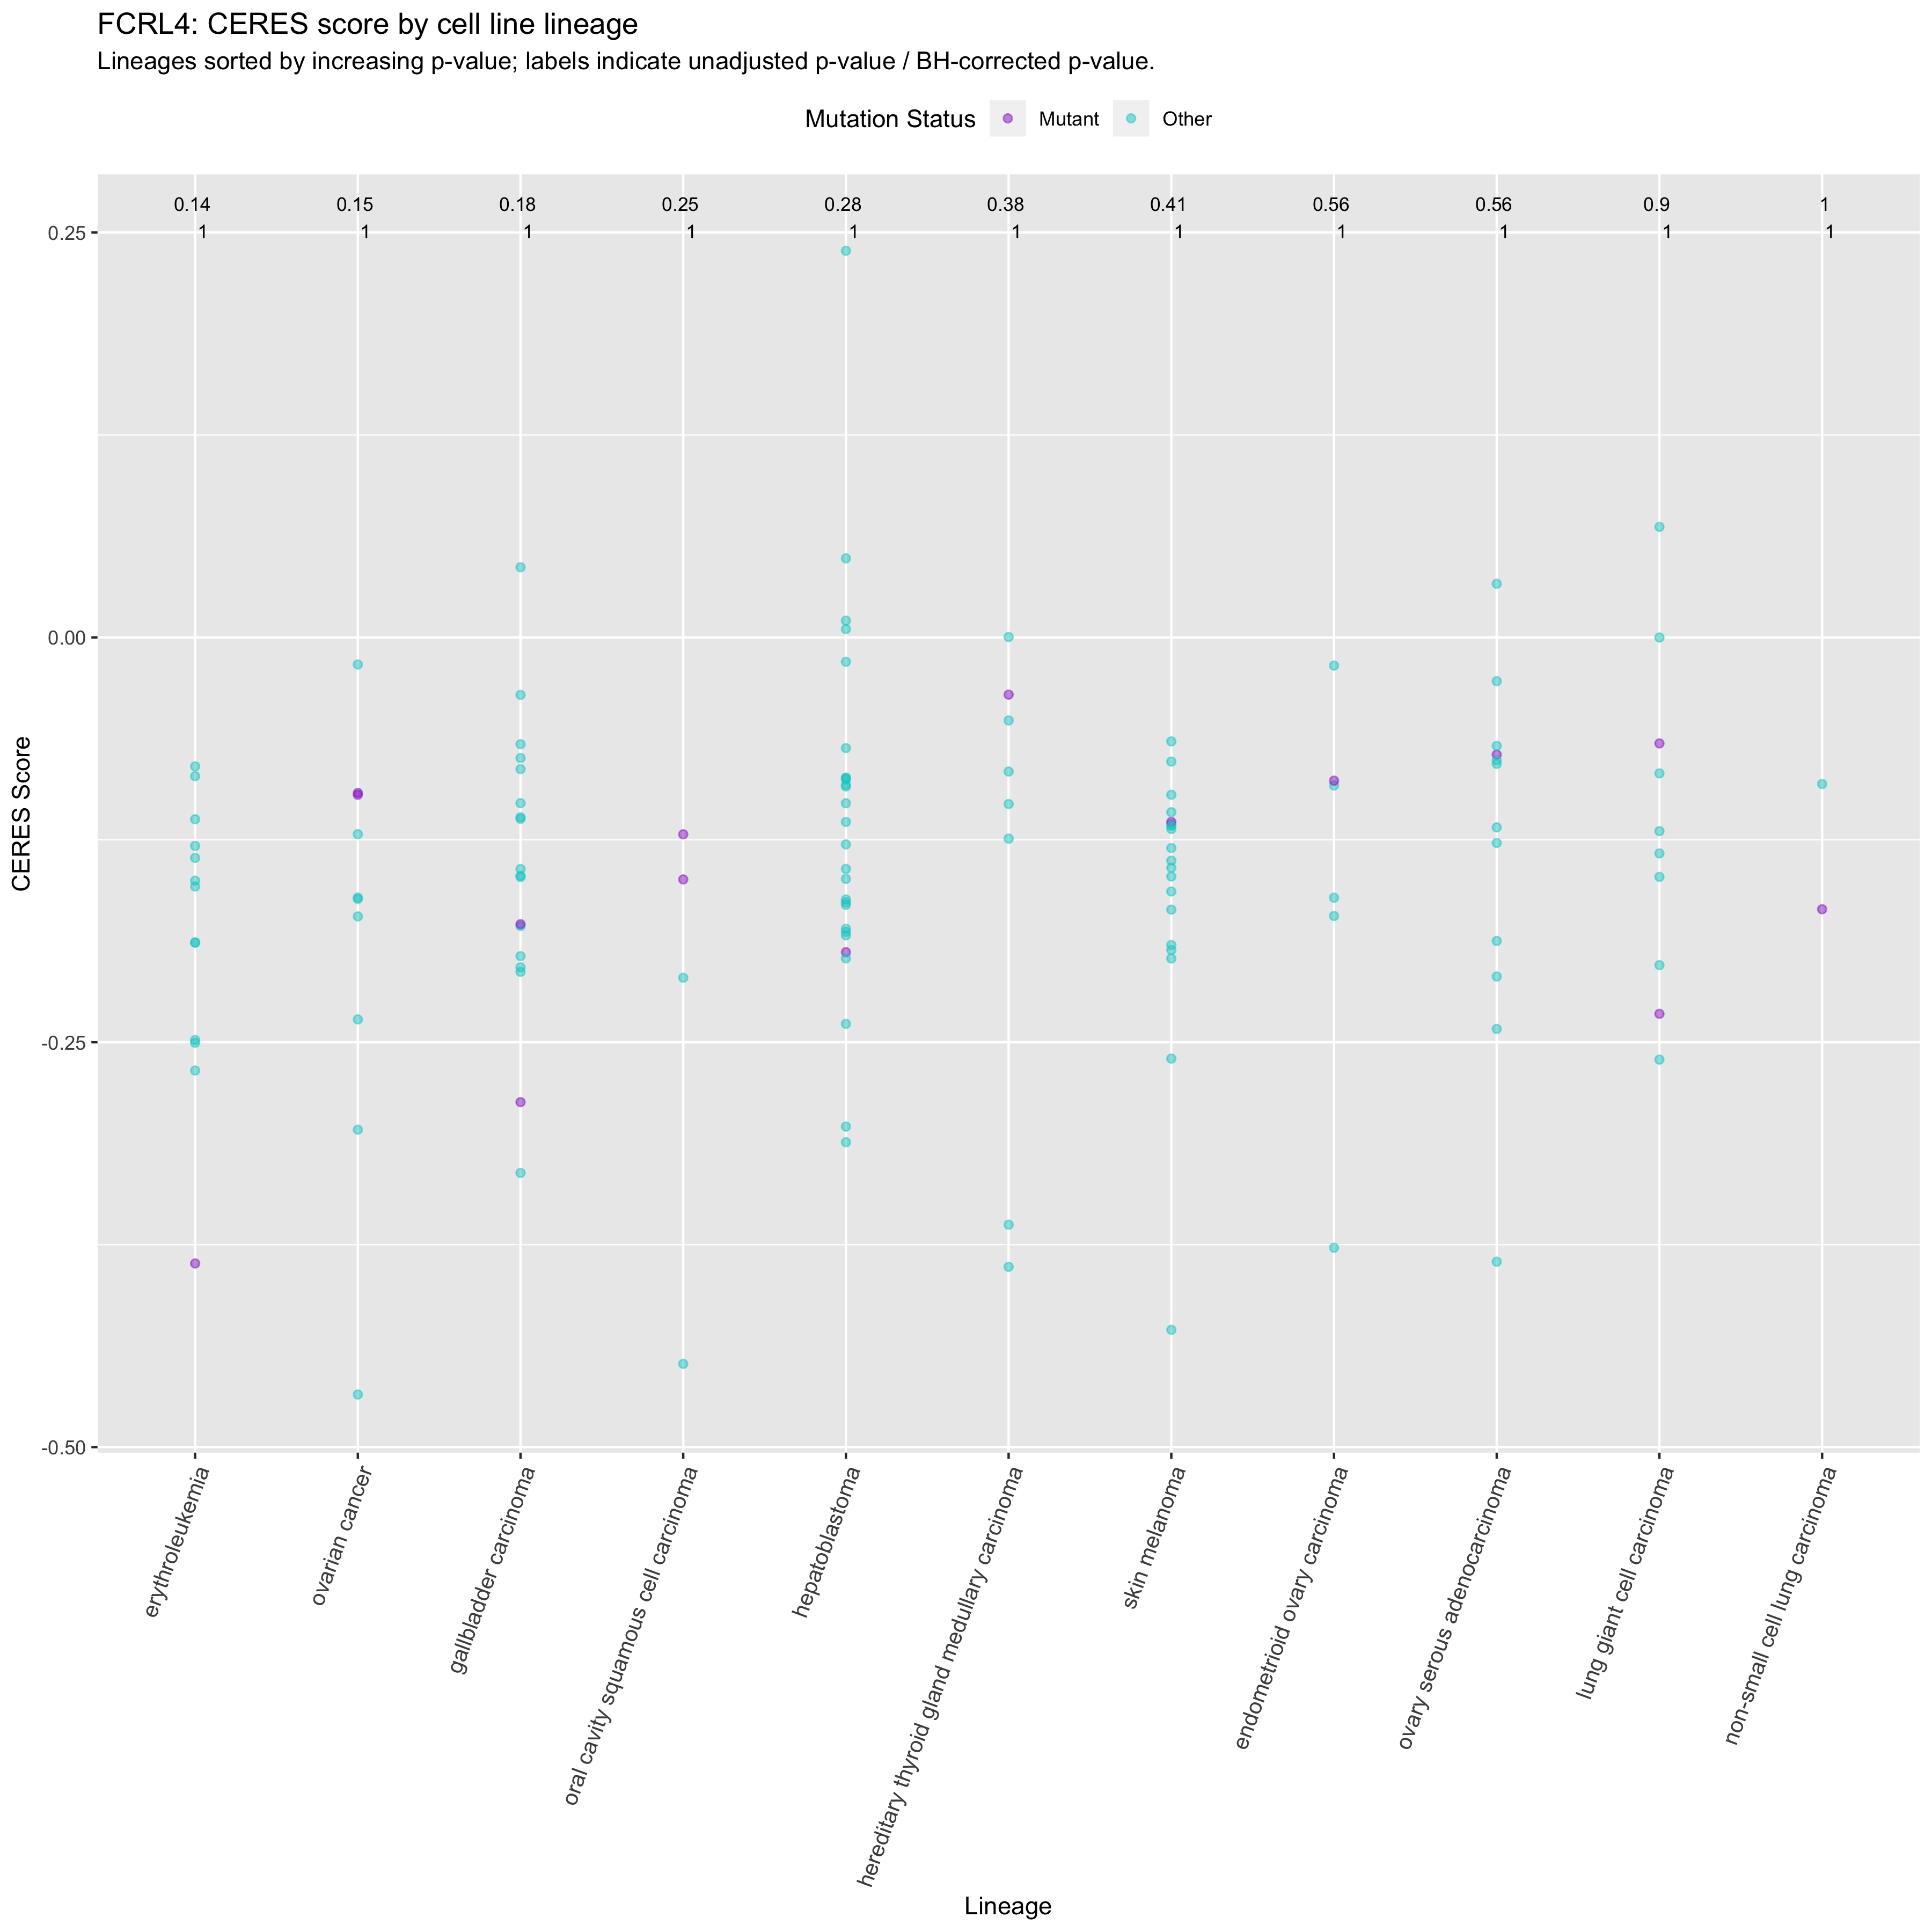 FCRL4: CERES score by cell line lineage
Lineages sorted by increasing p-value; labels indicate unadjusted p-value / BH-corrected p-value.
Mutation Status Mutant Other
0.14 0.15 0.18 0.25 0.28 0.38 0.41 0.56 0.56 0.9 1
1 1 1 1 1 1 1 1 1 1 1
0.25
0.00
-0.25
-0.50
CERES Score
erythroleukemia
ovarian cancer
gallbladder carcinoma
oral cavity squamous cell carcinoma
hepatoblastoma
hereditary thyroid gland medullary carcinoma
skin melanoma
endometrioid ovary carcinoma
ovary serous adenocarcinoma
lung giant cell carcinoma
non-small cell lung carcinoma
Lineage